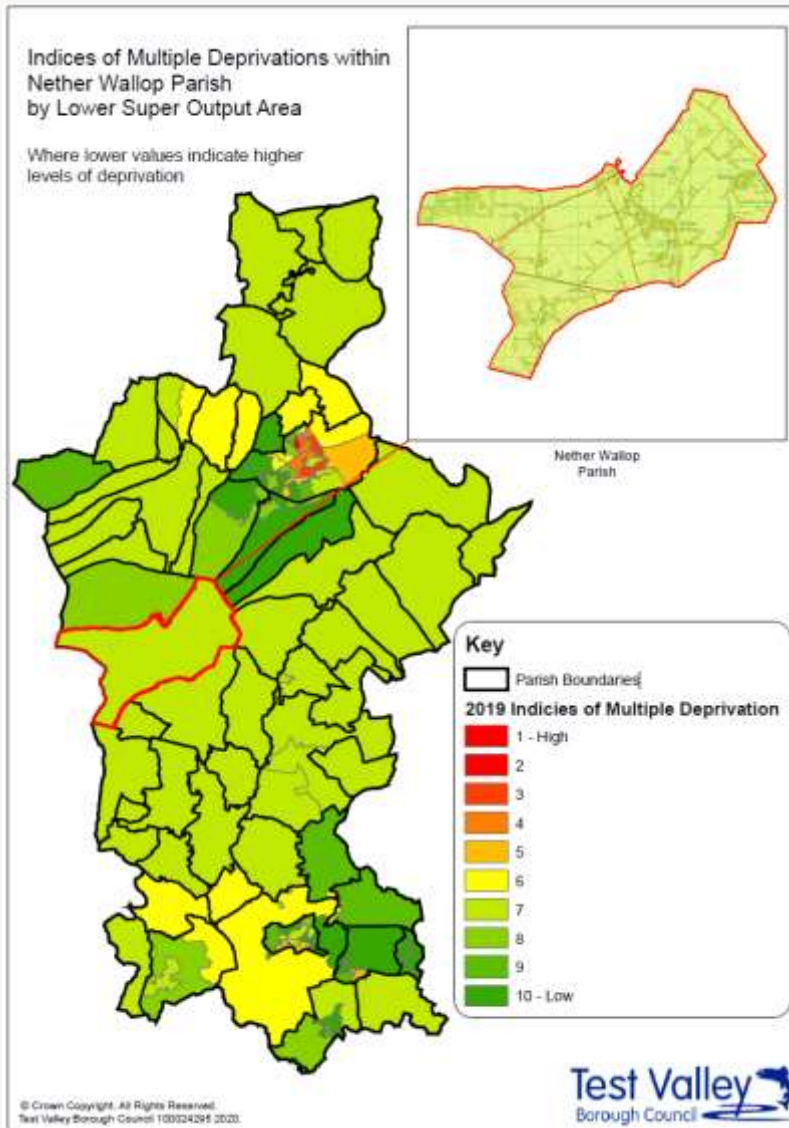 Indices of Multiple Deprivations within
Nether Wallop Parish
by Lower Super Output Area
Where lower values indicate higher
levels of deprivation
Nether Wallop
Parish
Key
Parish Boundaries
2019 Indicies of Multiple Deprivation
1 - High
2
3
4
5
6
7
8
9
10 - Low
© Crown Copyright. All Rights Reserved.
Test Valley Borough Council 100024295 2020.
Test Valley
Borough Council